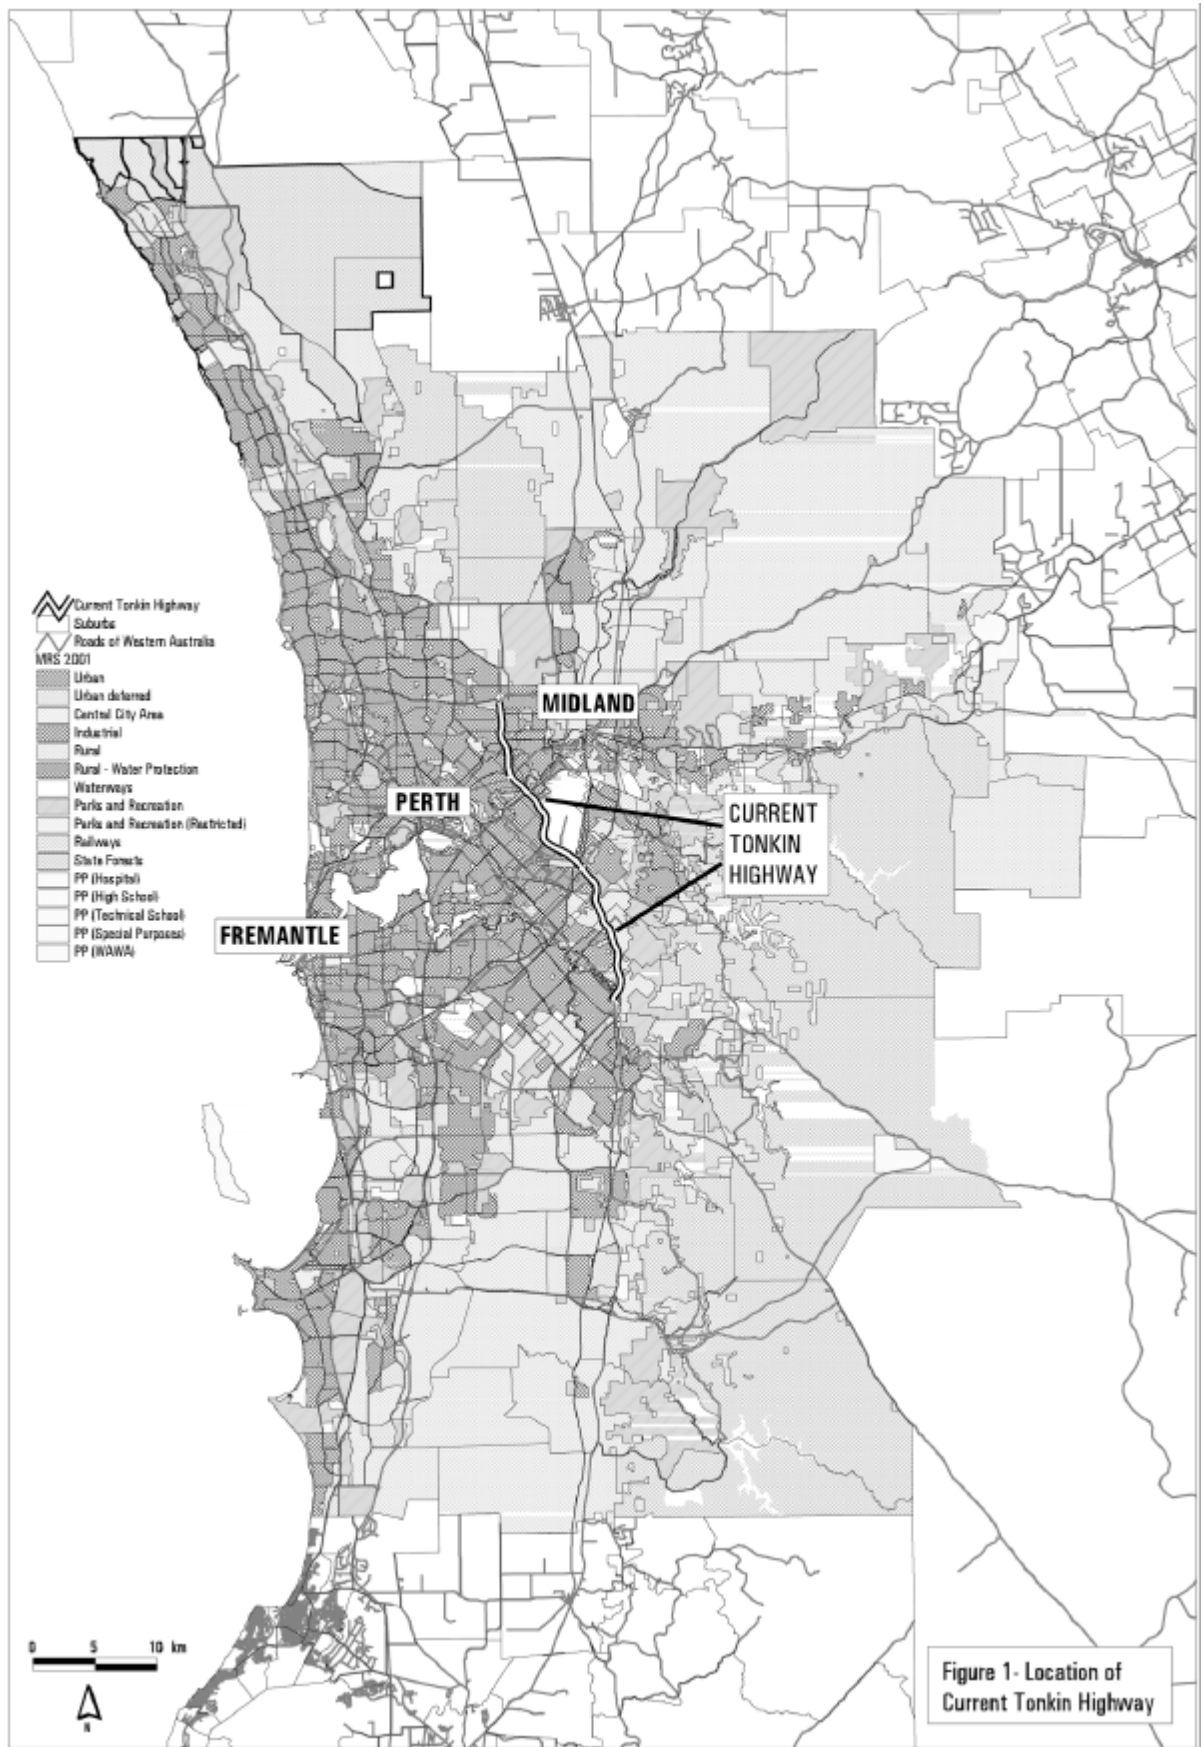 Current Tonkin Highway
Suburbs
Roads of Western Australia
MRS 2001
Urban
Urban deferred
Central City Area
Industrial
Rural
Rural - Water Protection
Waterways
Parks and Recreation
Parks and Recreation (Restricted)
Railways
State Forests
PP (Hospital)
PP (High School)
PP (Technical School)
PP (Special Purposes)
PP (WAWA)
MIDLAND
PERTH
CURRENT
TONKIN
HIGHWAY
FREMANTLE
0 5 10 km
N
Figure 1- Location of
Current Tonkin Highway